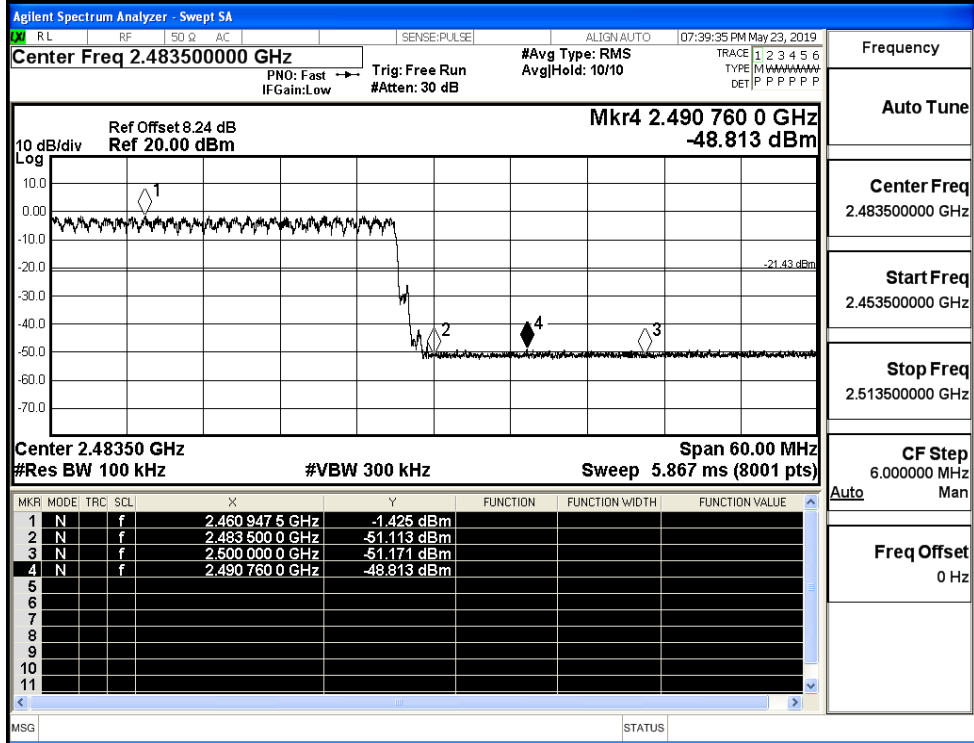 Agilent Spectrum Analyzer - Swept SA
LXI RL RF 50 Ω AC SENSE:PULSE ALIGN AUTO 07:39:35 PM May 23, 2019
Center Freq 2.483500000 GHz
PNO: Fast
IFGain:Low
Trig: Free Run
#Atten: 30 dB
#Avg Type: RMS
Avg|Hold: 10/10
TRACE 1 2 3 4 5 6
TYPE M WWWWW
DET P P P P P P
Frequency
Mkr4 2.490 760 0 GHz
-48.813 dBm
Ref Offset 8.24 dB
10 dB/div Ref 20.00 dBm
Log
10.0
0.00
-10.0
-20.0
-30.0
-40.0
-50.0
-60.0
-70.0
1
2
4
3
-21.43 dBm
Center 2.48350 GHz Span 60.00 MHz
#Res BW 100 kHz #VBW 300 kHz Sweep 5.867 ms (8001 pts)
MKR MODE TRC SCL X Y FUNCTION FUNCTION WIDTH FUNCTION VALUE
1 N f 2.460 947 5 GHz -1.425 dBm
2 N f 2.483 500 0 GHz -51.113 dBm
3 N f 2.500 000 0 GHz -51.171 dBm
4 N f 2.490 760 0 GHz -48.813 dBm
5
6
7
8
9
10
11
MSG STATUS
Auto Tune
Center Freq
2.483500000 GHz
Start Freq
2.453500000 GHz
Stop Freq
2.513500000 GHz
CF Step
6.000000 MHz
Auto Man
Freq Offset
0 Hz